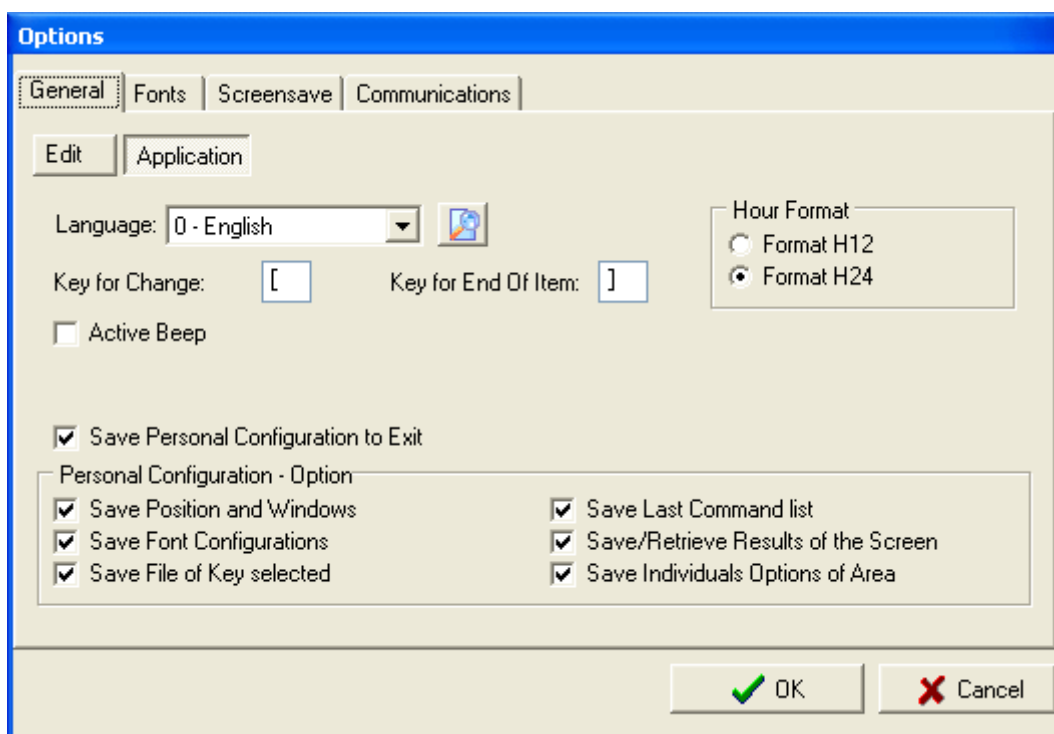 Options
General Fonts Screensave Communications
Edit Application
Language: 0 - English
Hour Format
Format H12
Format H24
Key for Change: [ Key for End Of Item: ]
Active Beep
Save Personal Configuration to Exit
Personal Configuration - Option
Save Position and Windows Save Last Command list
Save Font Configurations Save/Retrieve Results of the Screen
Save File of Key selected Save Individuals Options of Area
OK Cancel